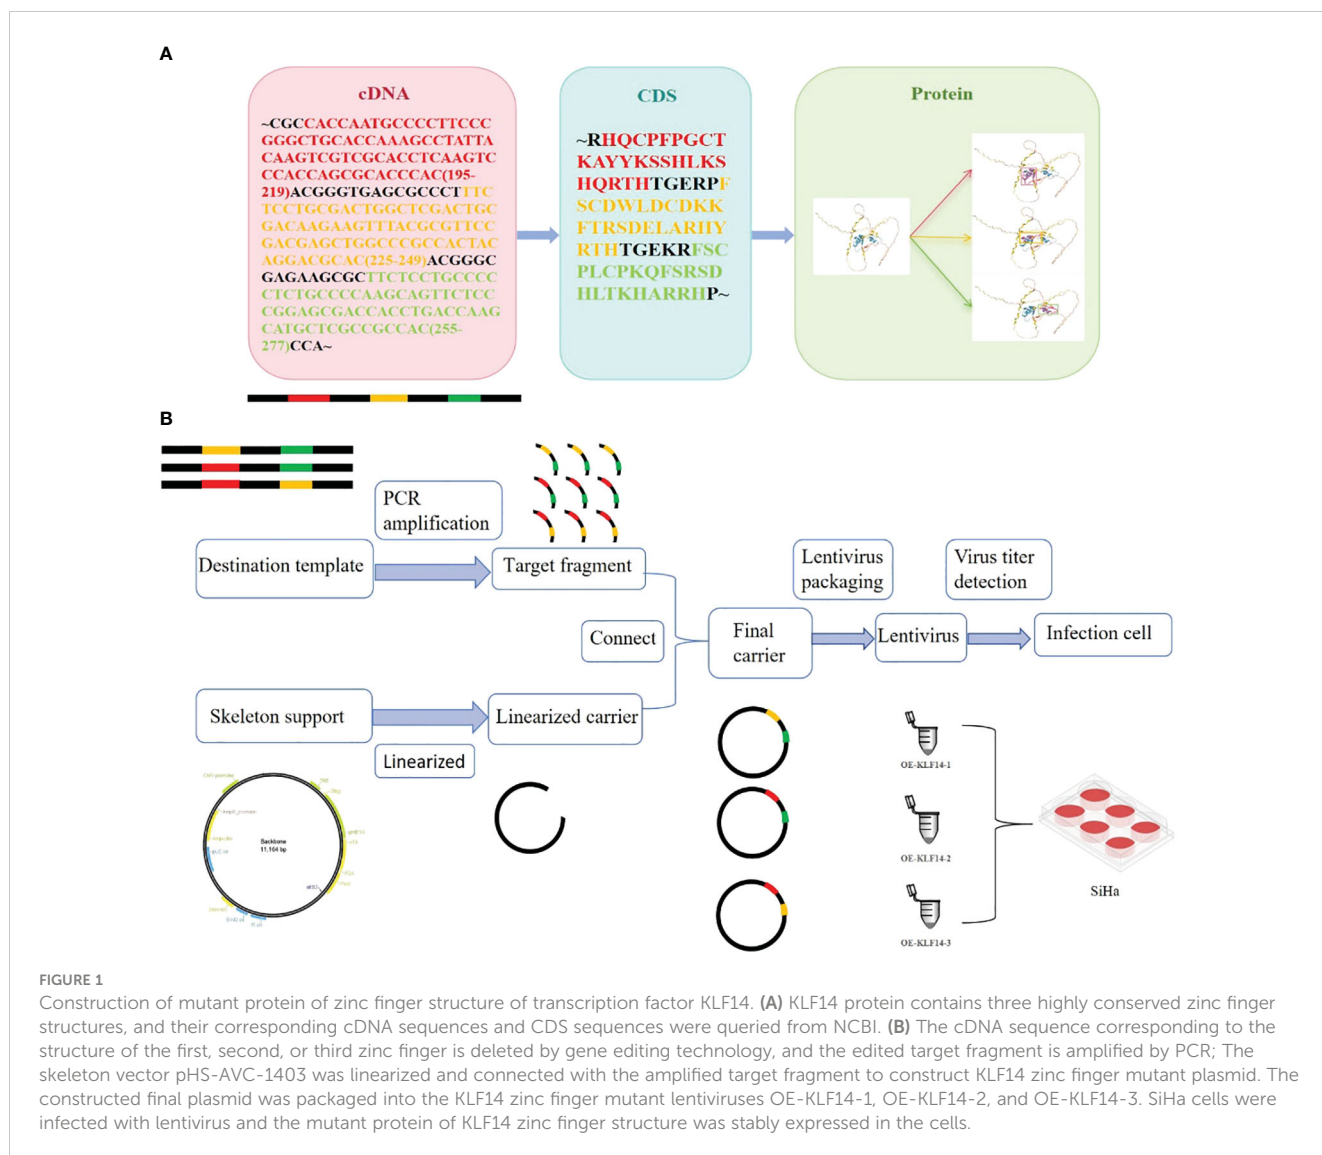 A
cDNA
~CGCCACCAATGCCCCTTCCC
GGGCTGCACCAAAGCCTATTA
CAAGTCGTCGCACCTCAAGTC
CCACCAGCGCACCCAC(195-
219)ACGGGTGAGCGCCCTTTC
TCCTGCGACTGGCTCGACTGC
GACAAGAAGTTTACGCGTTCC
GACGAGCTGGCCCGCCACTAC
AGGACGCAC(225-249)ACGGGC
GAGAAGCGCTTCTCCTGCCCC
CTCTGCCCCAAGCAGTTCTCC
CGGAGCGACCACCTGACCAAG
CATGCTCGCCGCCAC(255-
277)CCA~
CDS
~RHQCPFPGCT
KAYYKSSHLKS
HQRTHTGERPF
SCDWLDCDKK
FTRSDELARHY
RTHTGEKRFSC
PLCPKQFSRSD
HLTKHARRHP~
Protein
B
PCR
amplification
Destination template
Target fragment
Connect
Skeleton support
Linearized carrier
Linearized
Final
carrier
Lentivirus
packaging
Lentivirus
Virus titer
detection
Infection cell
Backbone
11,164 bp
OE-KLF14-1
OE-KLF14-2
OE-KLF14-3
SiHa
FIGURE 1
Construction of mutant protein of zinc finger structure of transcription factor KLF14. (A) KLF14 protein contains three highly conserved zinc finger
structures, and their corresponding cDNA sequences and CDS sequences were queried from NCBI. (B) The cDNA sequence corresponding to the
structure of the first, second, or third zinc finger is deleted by gene editing technology, and the edited target fragment is amplified by PCR; The
skeleton vector pHS-AVC-1403 was linearized and connected with the amplified target fragment to construct KLF14 zinc finger mutant plasmid. The
constructed final plasmid was packaged into the KLF14 zinc finger mutant lentiviruses OE-KLF14-1, OE-KLF14-2, and OE-KLF14-3. SiHa cells were
infected with lentivirus and the mutant protein of KLF14 zinc finger structure was stably expressed in the cells.